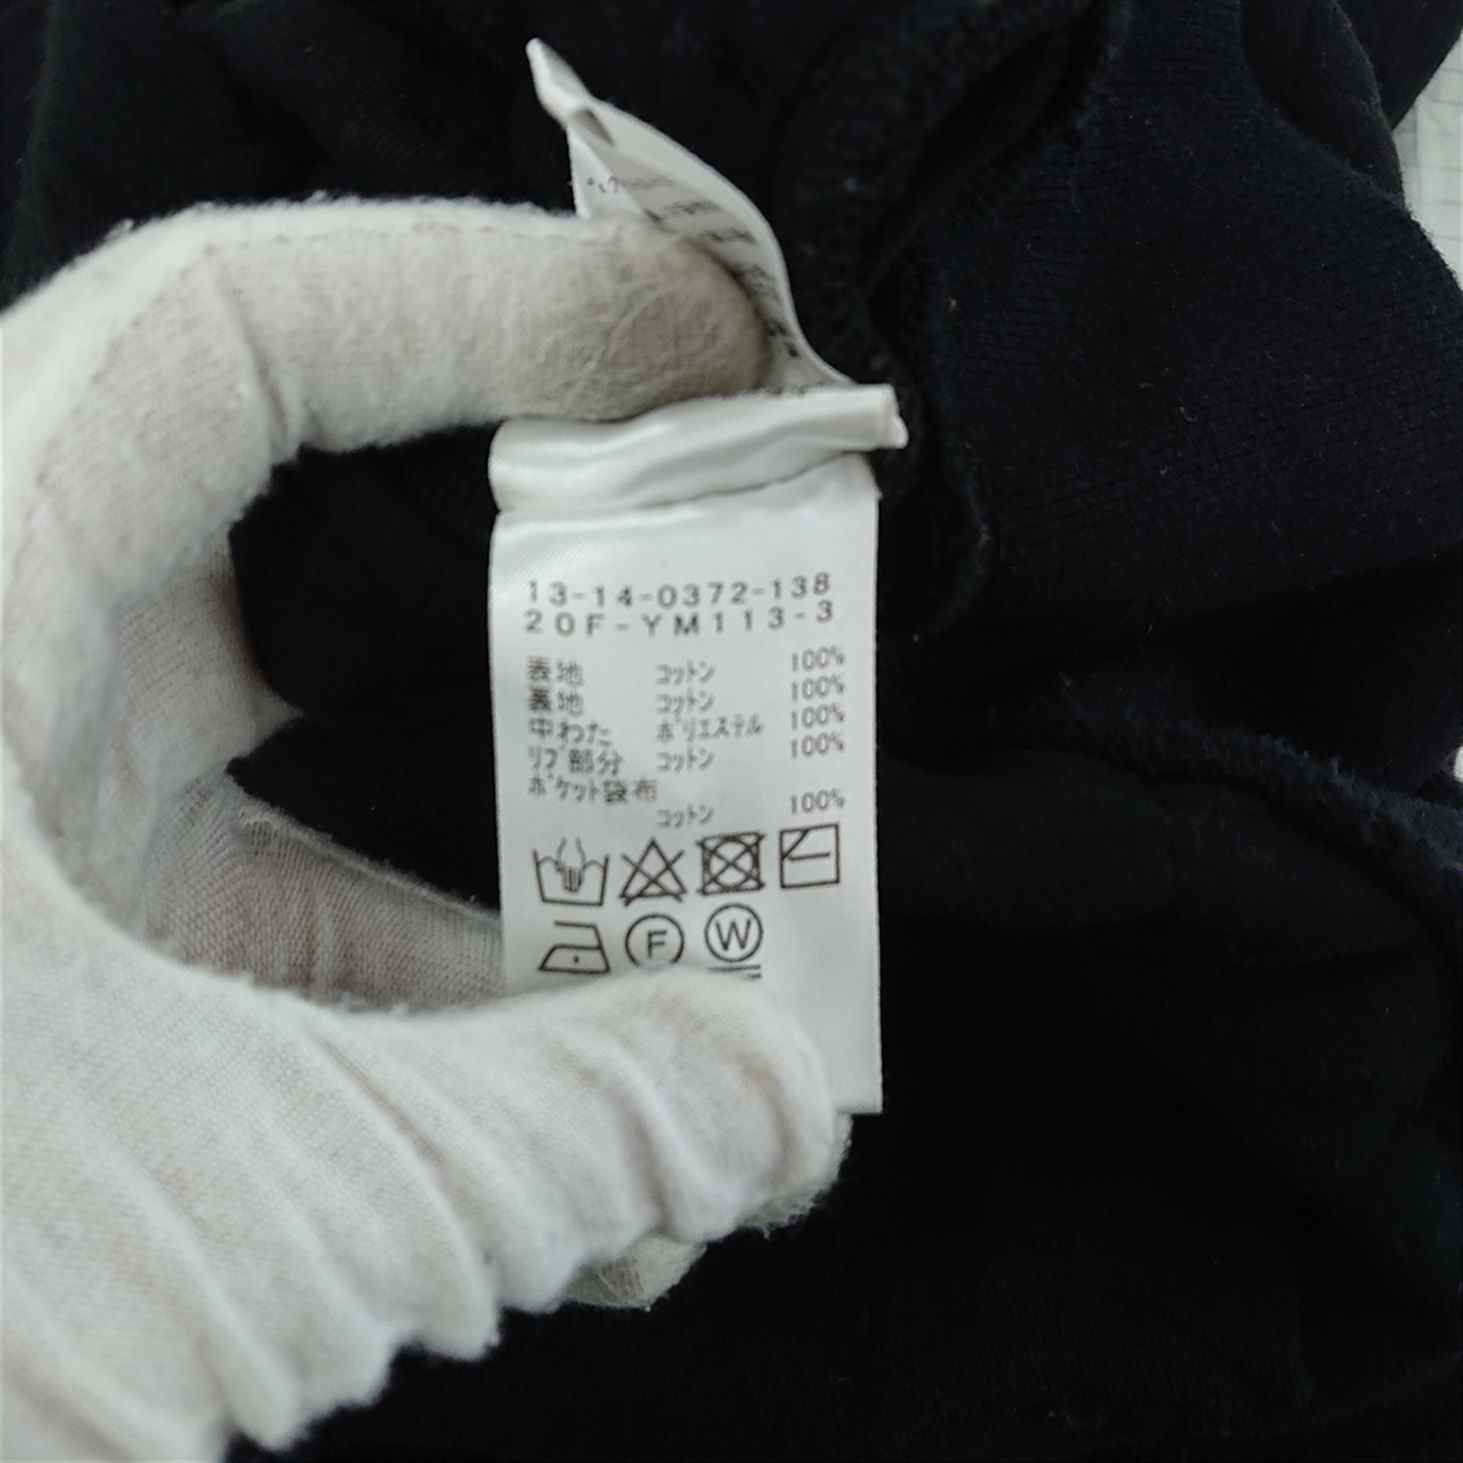 13-14-0372-138
20F-YM113-3
表地 コットン 100%
裏地 コットン 100%
中わた ポリエステル 100%
リブ部分 コットン 100%
ポケット袋布
コットン 100%
F W